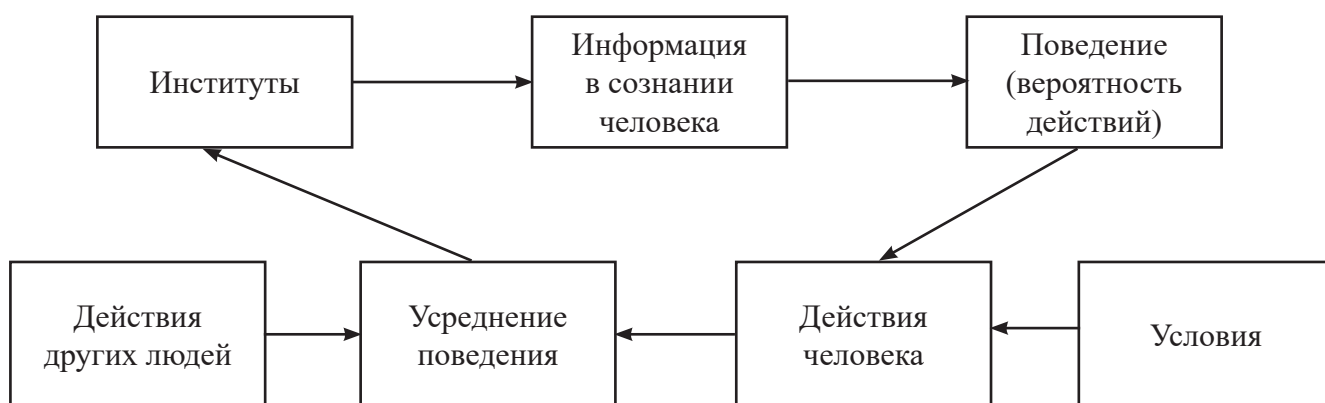 Институты
Информация
в сознании
человека
Поведение
(вероятность
действий)
Действия
других людей
Усреднение
поведения
Действия
человека
Условия